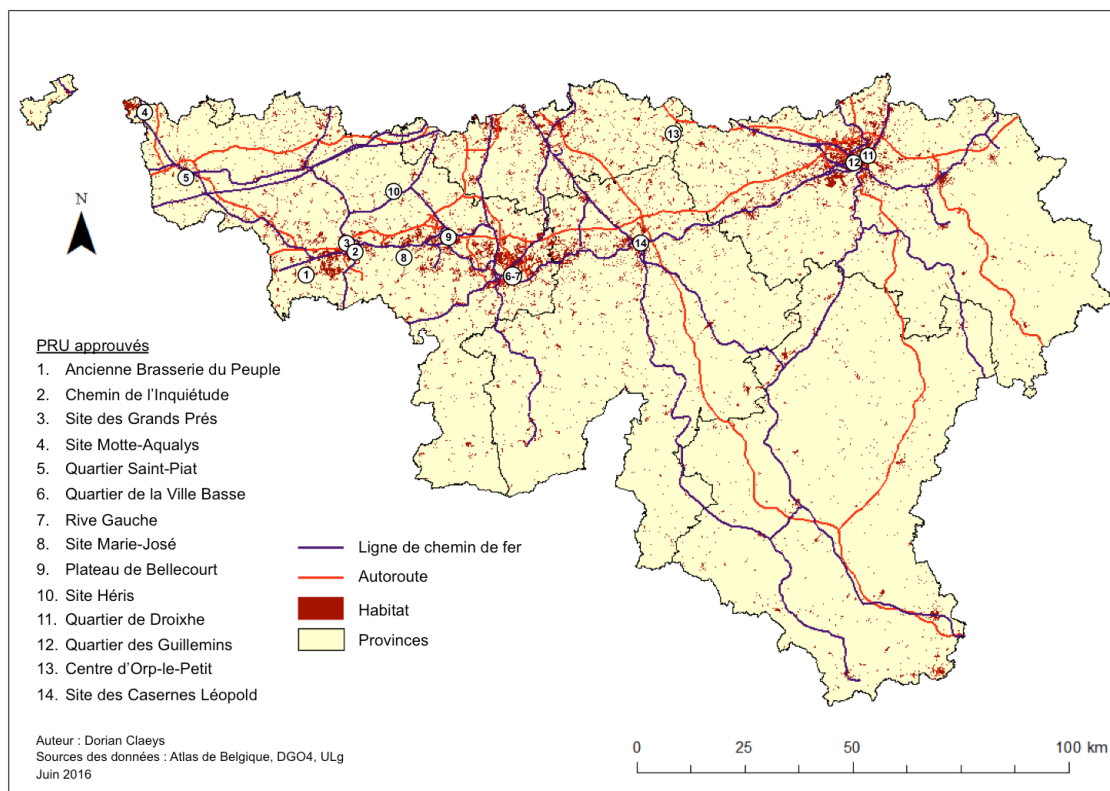 4
5
13
11
12
10
3
2
9
8
14
1
6-7
N
PRU approuvés
1. Ancienne Brasserie du Peuple
2. Chemin de l'Inquiétude
3. Site des Grands Prés
4. Site Motte-Aqualys
5. Quartier Saint-Piat
6. Quartier de la Ville Basse
7. Rive Gauche
8. Site Marie-José
9. Plateau de Bellecourt
10. Site Héris
11. Quartier de Droixhe
12. Quartier des Guillemins
13. Centre d'Orp-le-Petit
14. Site des Casernes Léopold
Ligne de chemin de fer
Autoroute
Habitat
Provinces
Auteur : Dorian Claeys
Sources des données : Atlas de Belgique, DGO4, ULg
Juin 2016
0 25 50 100 km